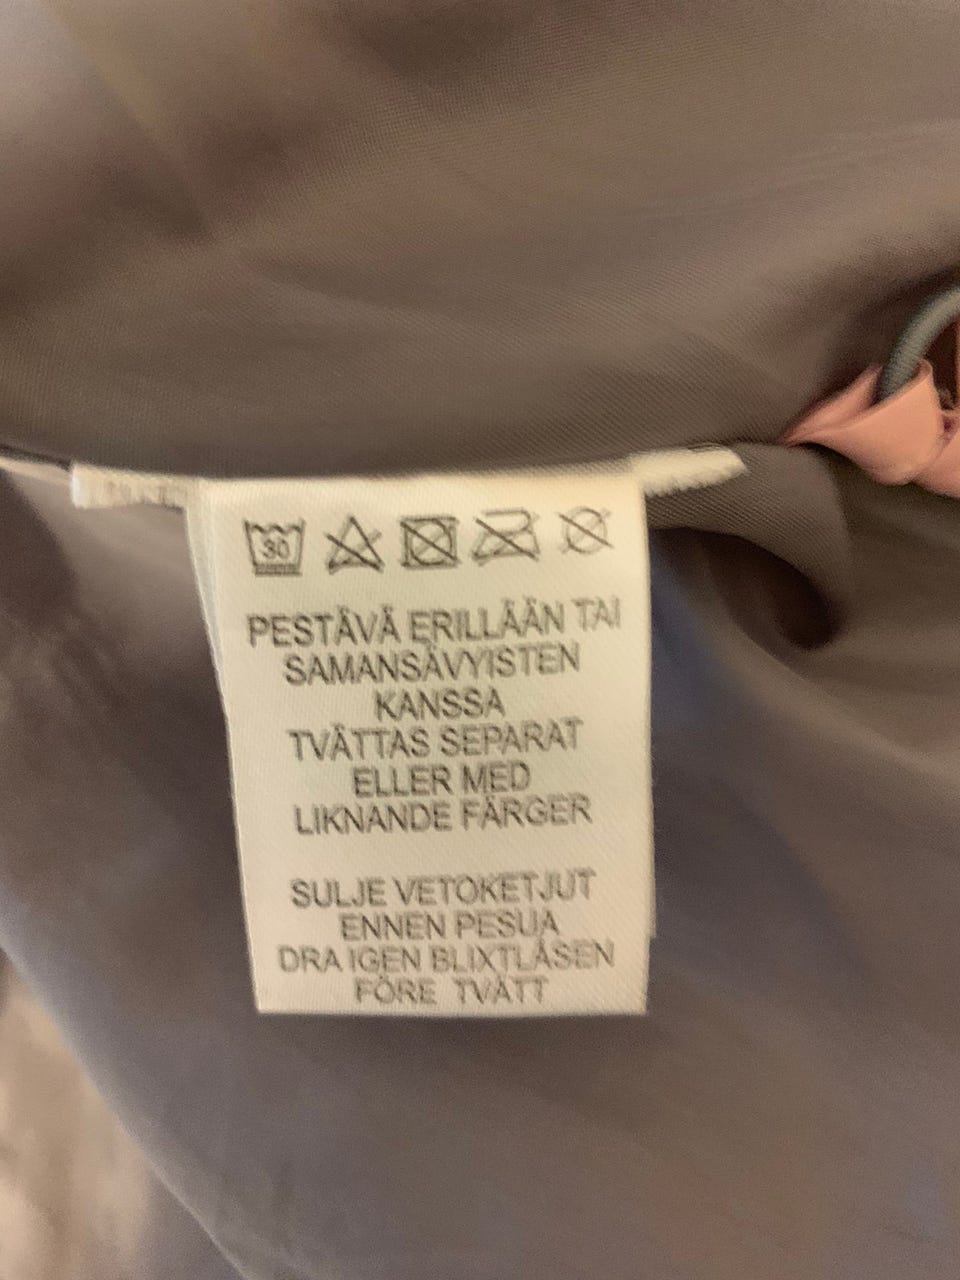 30
PESTÄVÄ ERILLÄÄN TAI
SAMANSÄVYISTEN
KANSSA
TVÄTTAS SEPARAT
ELLER MED
LIKNANDE FÄRGER
SULJE VETOKETJUT
ENNEN PESUA
DRA IGEN BLIXTLÅSEN
FÖRE TVÄTT